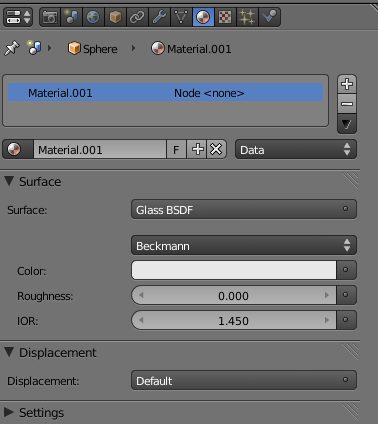 Sphere Material.001
Material.001 Node <none>
Material.001 F Data
Surface
Surface: Glass BSDF
Beckmann
Color:
Roughness: 0.000
IOR: 1.450
Displacement
Displacement: Default
Settings